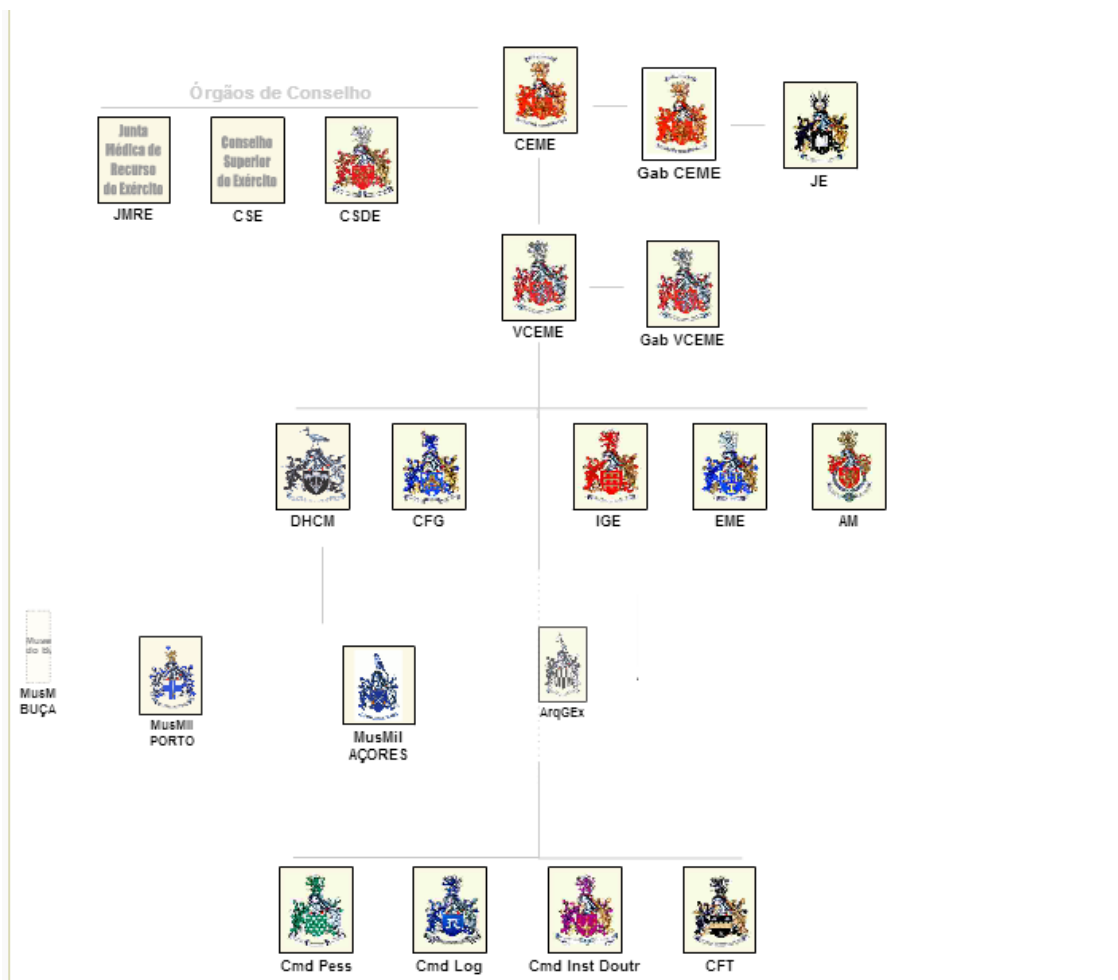 Órgãos de Conselho
Junta
Médica de
Recurso
do Exército
JMRE
Conselho
Superior
do Exército
CSE
CSDE
CEME
Gab CEME
JE
VCEME
Gab VCEME
DHCM
CFG
IGE
EME
AM
MusM
BUÇA
MusMil
PORTO
MusMil
AÇORES
ArqGEx
Cmd Pess
Cmd Log
Cmd Inst Doutr
CFT